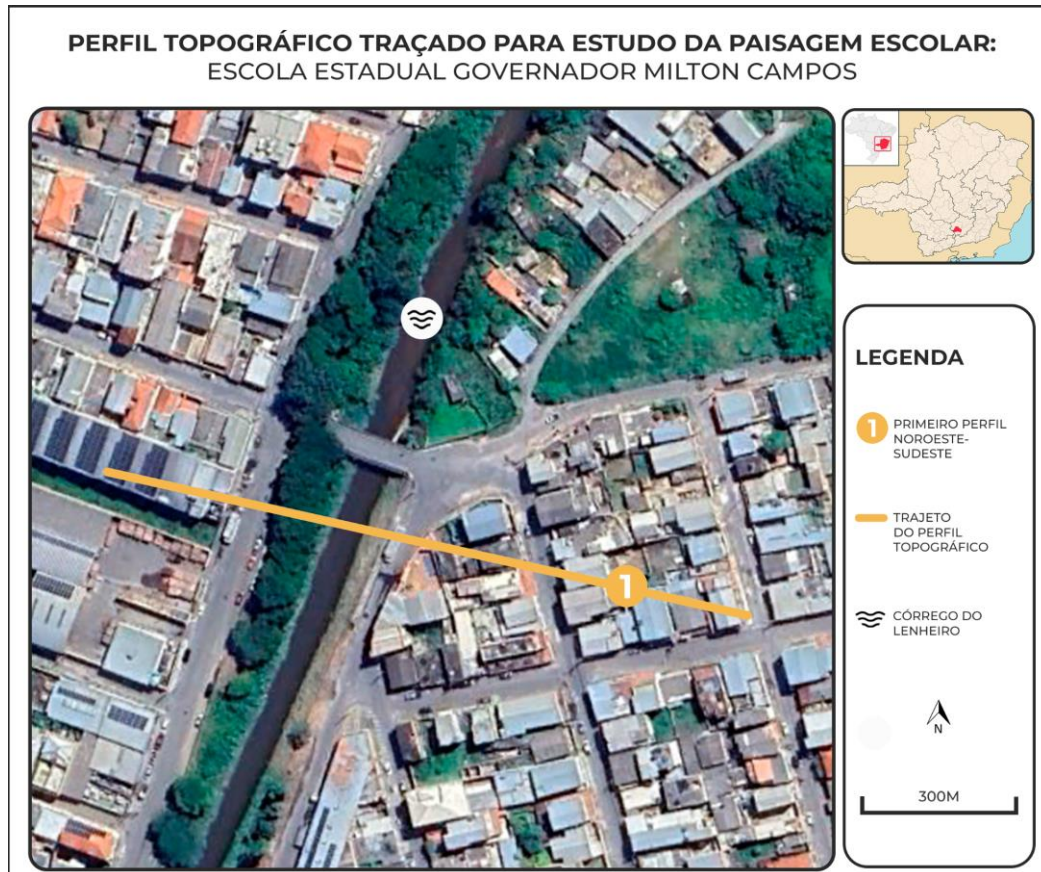 PERFIL TOPOGRÁFICO TRAÇADO PARA ESTUDO DA PAISAGEM ESCOLAR:
ESCOLA ESTADUAL GOVERNADOR MILTON CAMPOS
LEGENDA
1
PRIMEIRO PERFIL
NOROESTE-
SUDESTE
TRAJETO
DO PERFIL
TOPOGRÁFICO
CÓRREGO DO
LENHEIRO
N
300M
1